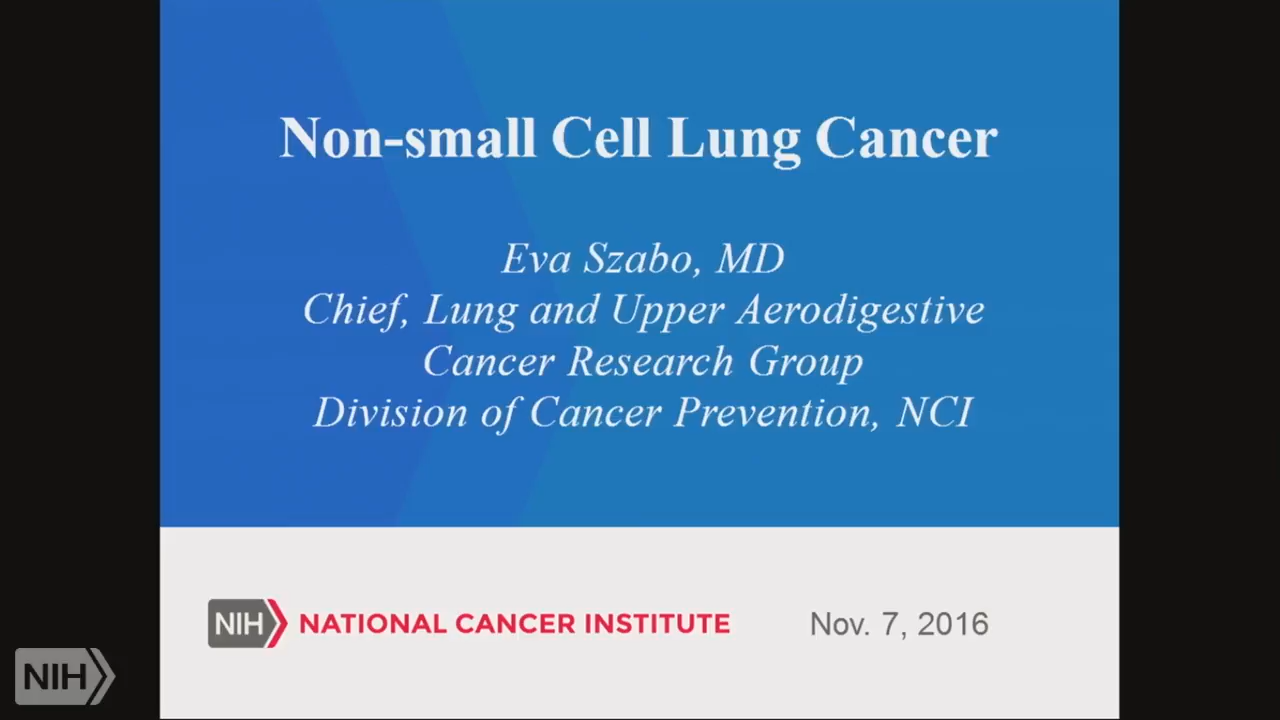 Non-small Cell Lung Cancer
Eva Szabo, MD
Chief, Lung and Upper Aerodigestive
Cancer Research Group
Division of Cancer Prevention, NCI
NIH NATIONAL CANCER INSTITUTE
Nov. 7, 2016
NIH